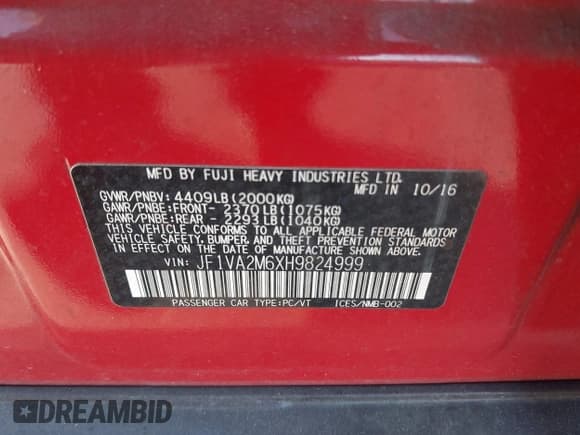 MFD BY FUJI HEAVY INDUSTRIES LTD.
MFD IN 10/16
GVWR/PNBV: 4409LB(2000KG)
GAWR/PNBE:FRONT- 2370LB(1075KG)
GAWR/PNBE:REAR - 2293LB(1040KG)
THIS VEHICLE CONFORMS TO ALL APPLICABLE FEDERAL MOTOR
VEHICLE SAFETY, BUMPER, AND THEFT PREVENTION STANDARDS
IN EFFECT ON THE DATE OF MANUFACTURE SHOWN ABOVE.
VIN: JF1VA2M6XH9824999
PASSENGER CAR TYPE:PC/VT ICES/NMB-002
DREAMBID